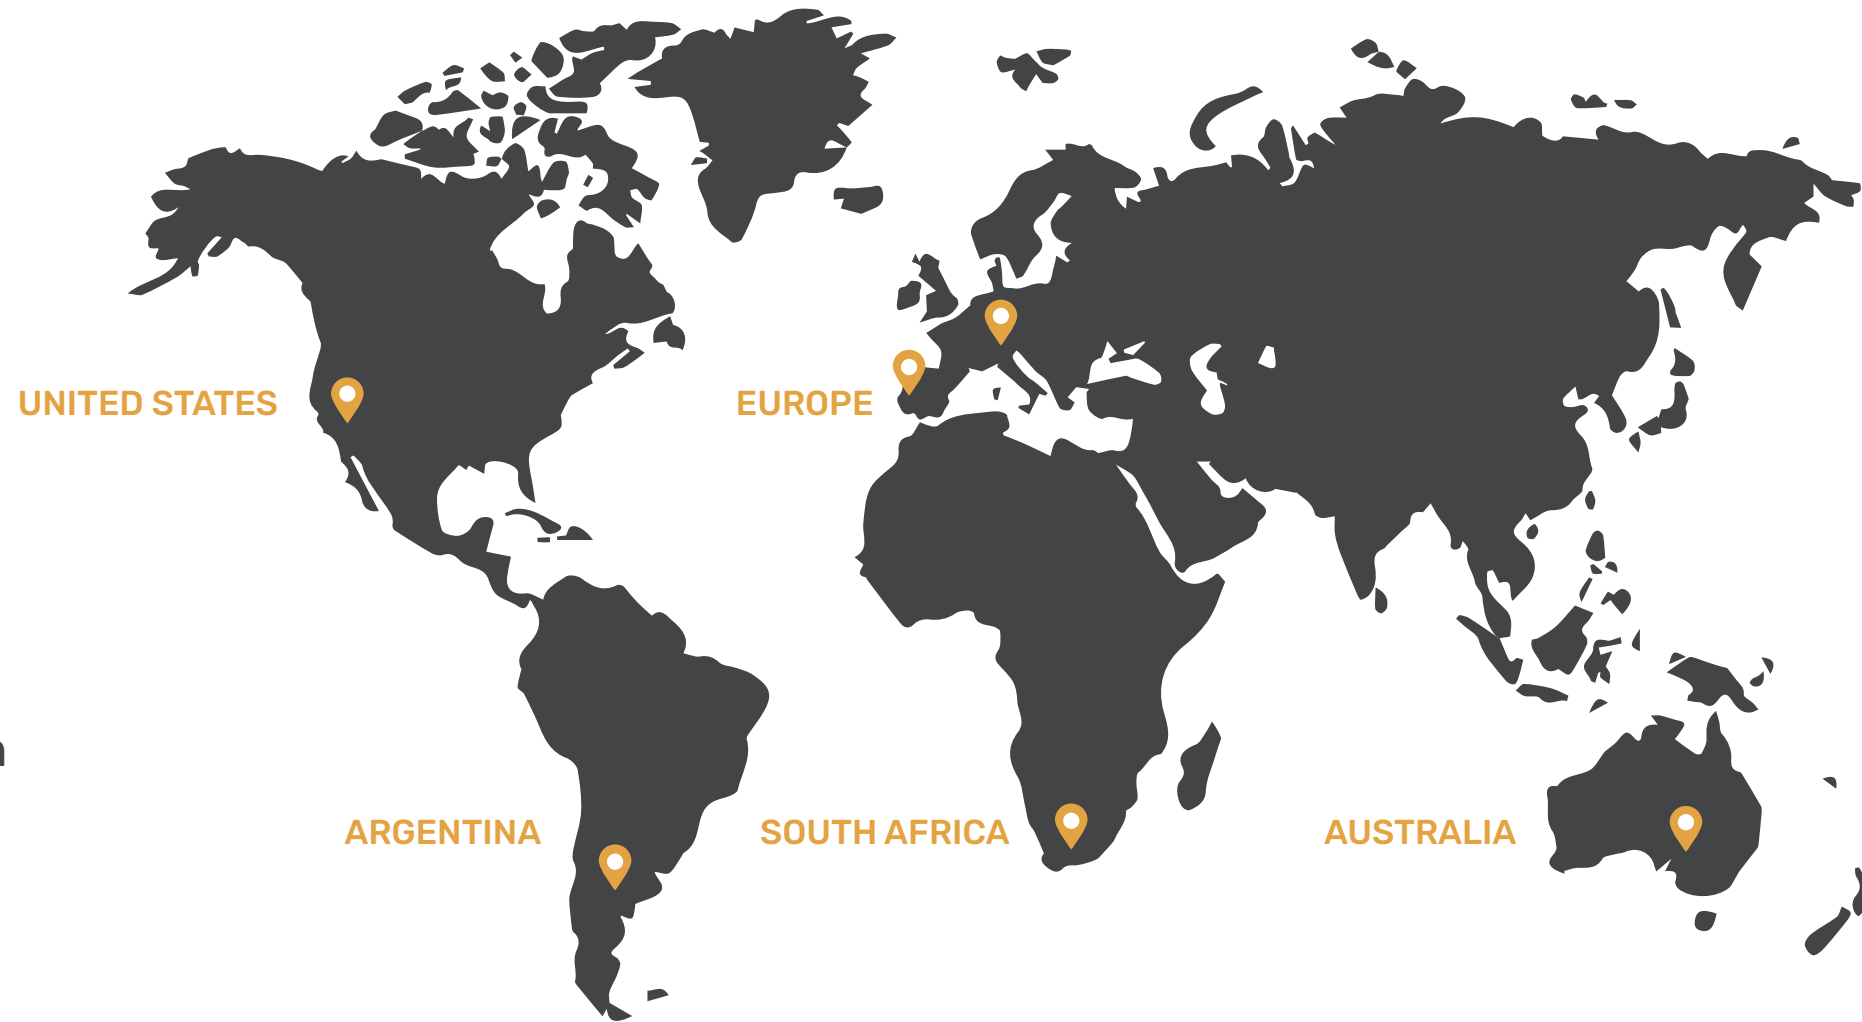 UNITED STATES
EUROPE
ARGENTINA
SOUTH AFRICA
AUSTRALIA